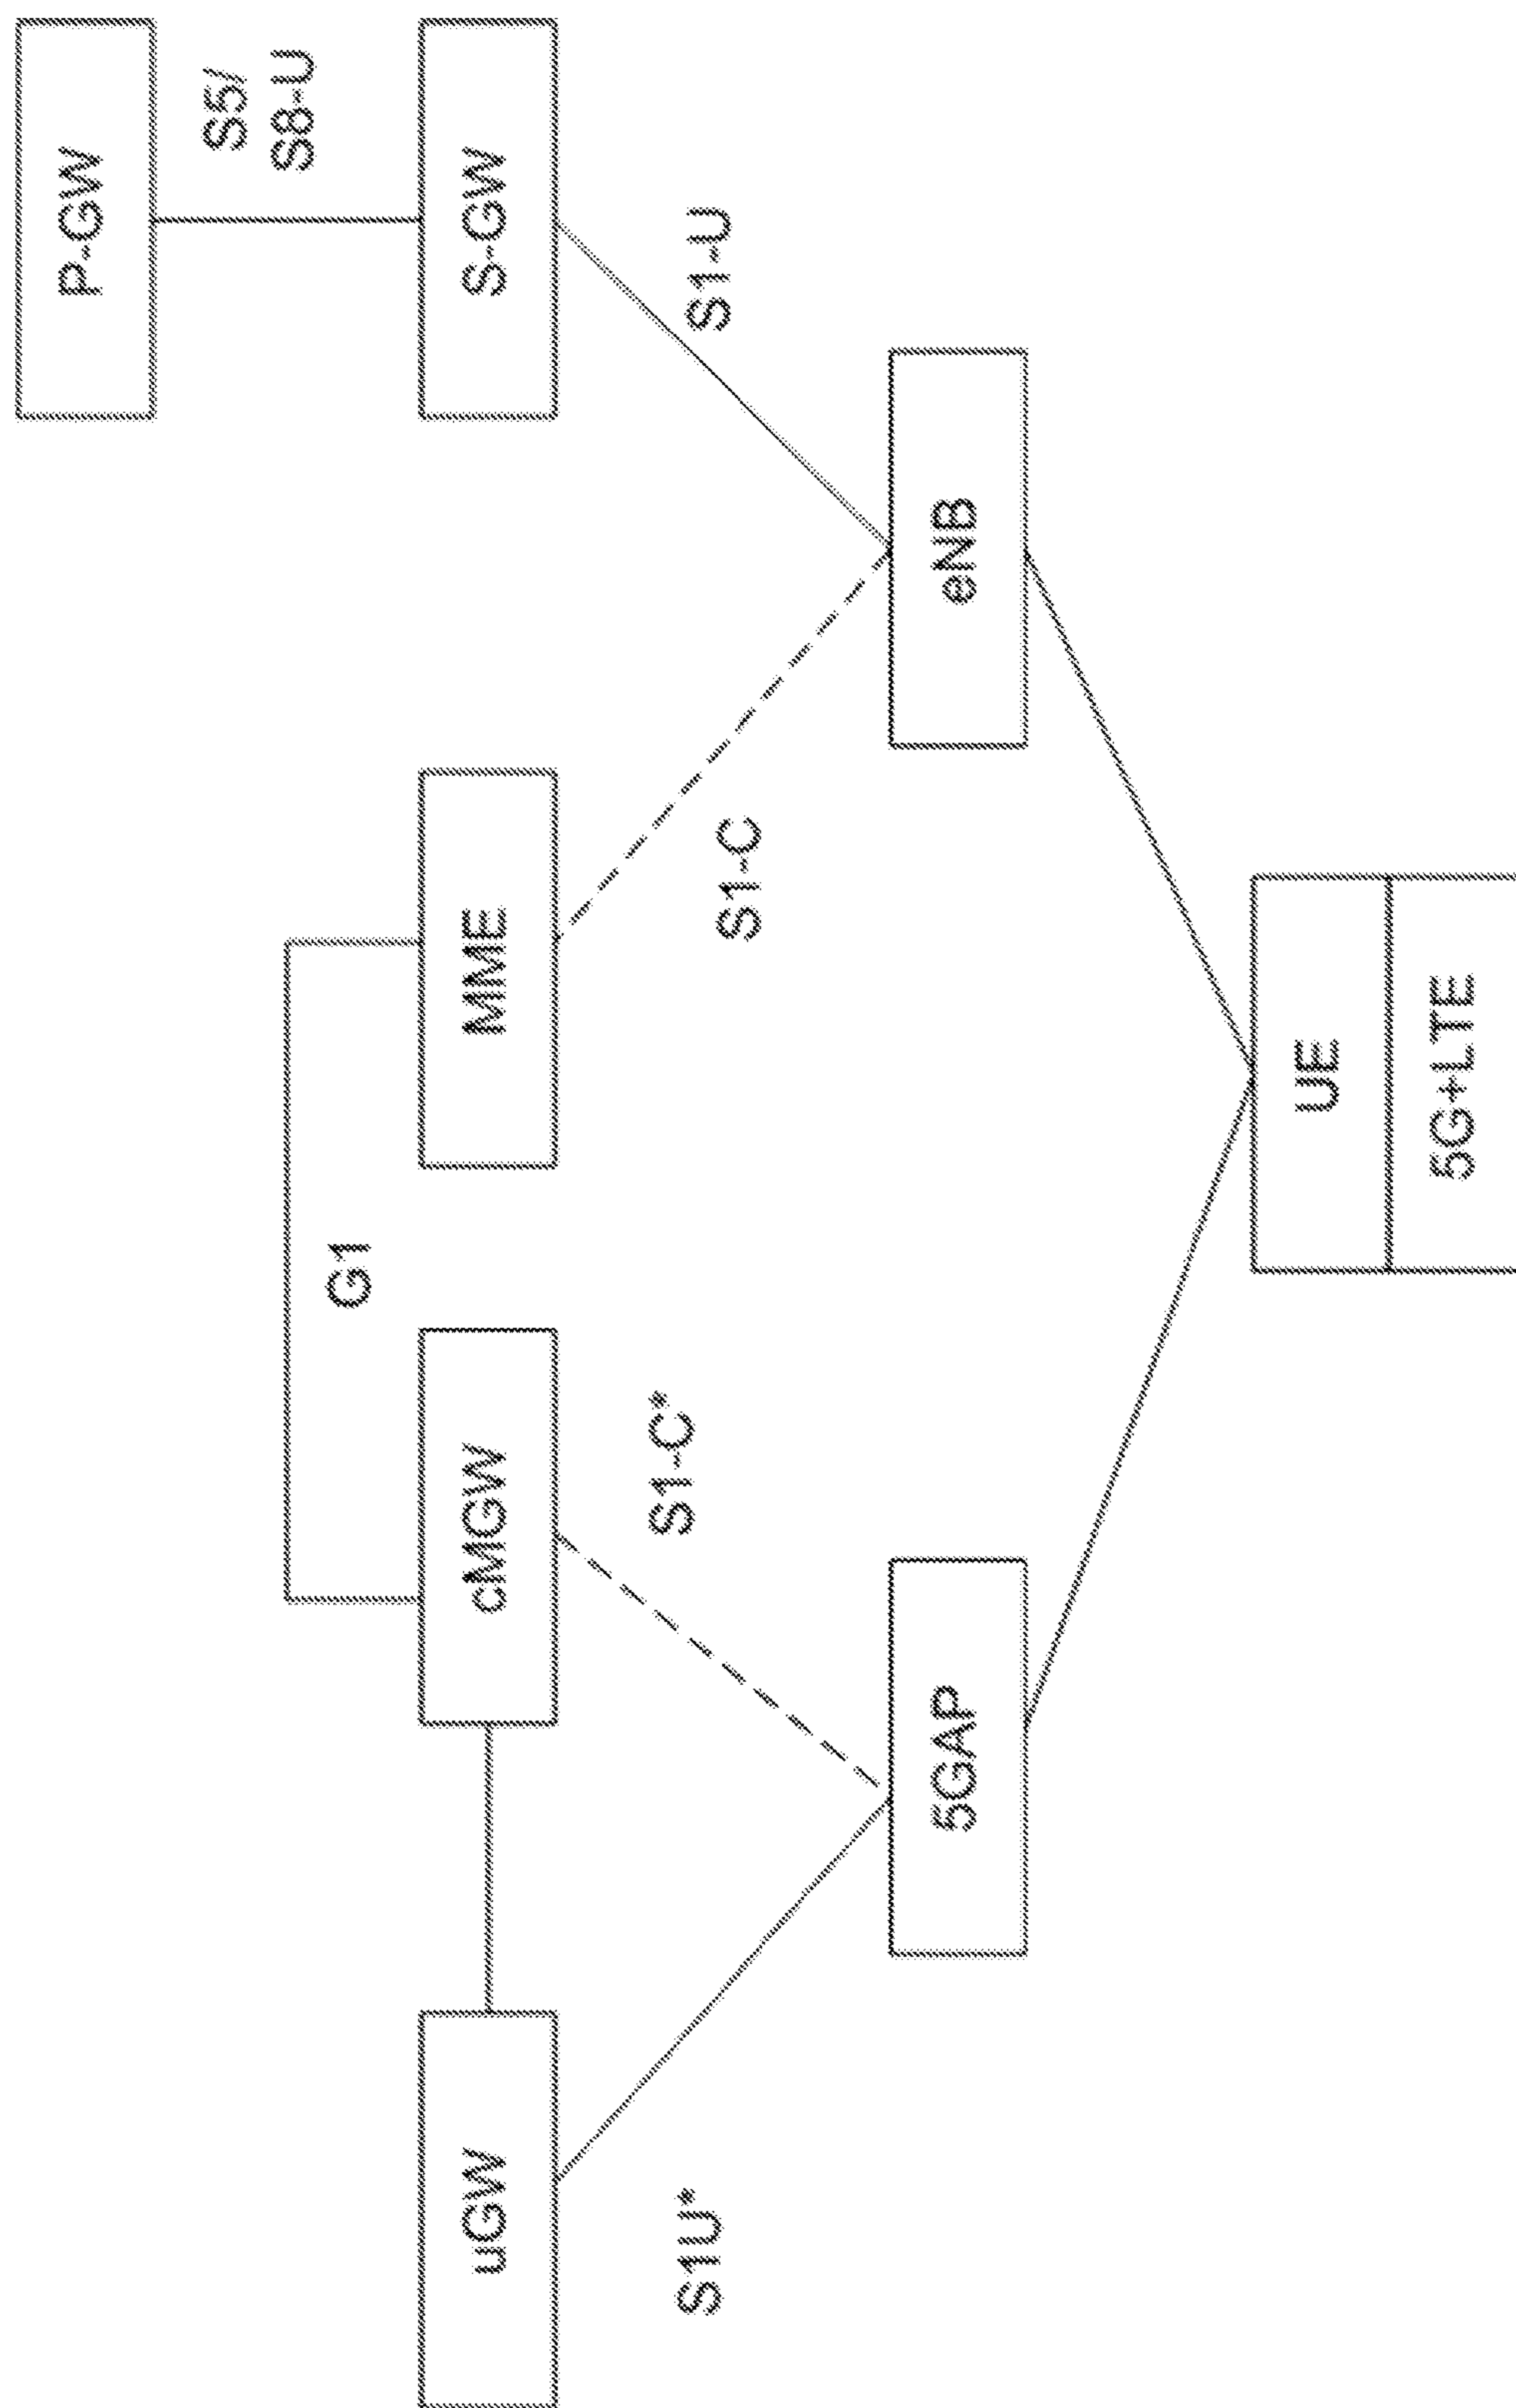 P-GW
S5/
S8-U
G1
uGW
cMGW
MME
S-GW
S1U*
S1-C*
S1-C
S1-U
5GAP
eNB
UE
5G+LTE